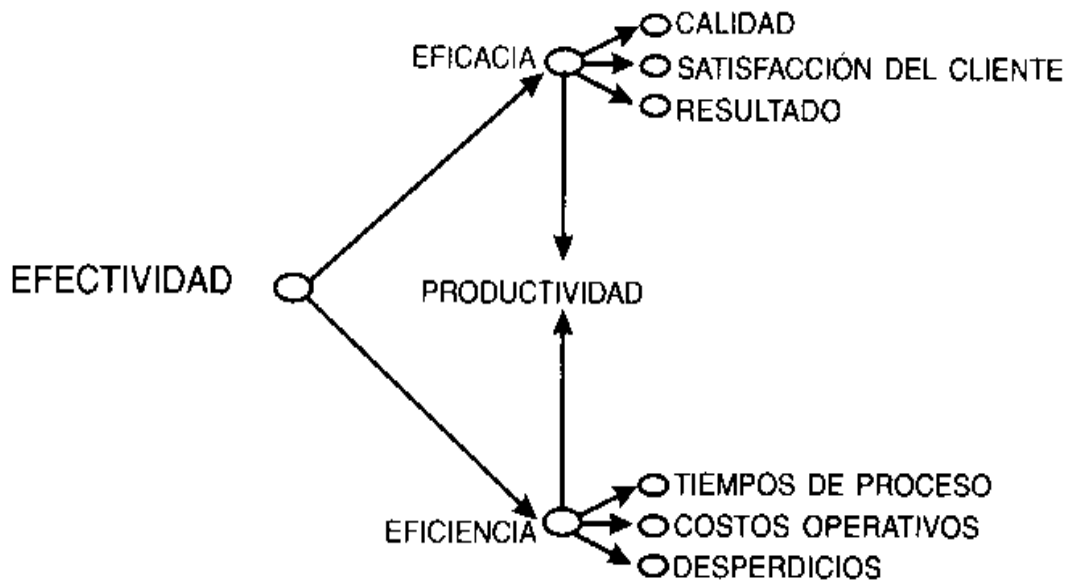 CALIDAD
EFICACIA
SATISFACCIÓN DEL CLIENTE
RESULTADO
EFECTIVIDAD
PRODUCTIVIDAD
TIEMPOS DE PROCESO
EFICIENCIA
COSTOS OPERATIVOS
DESPERDICIOS